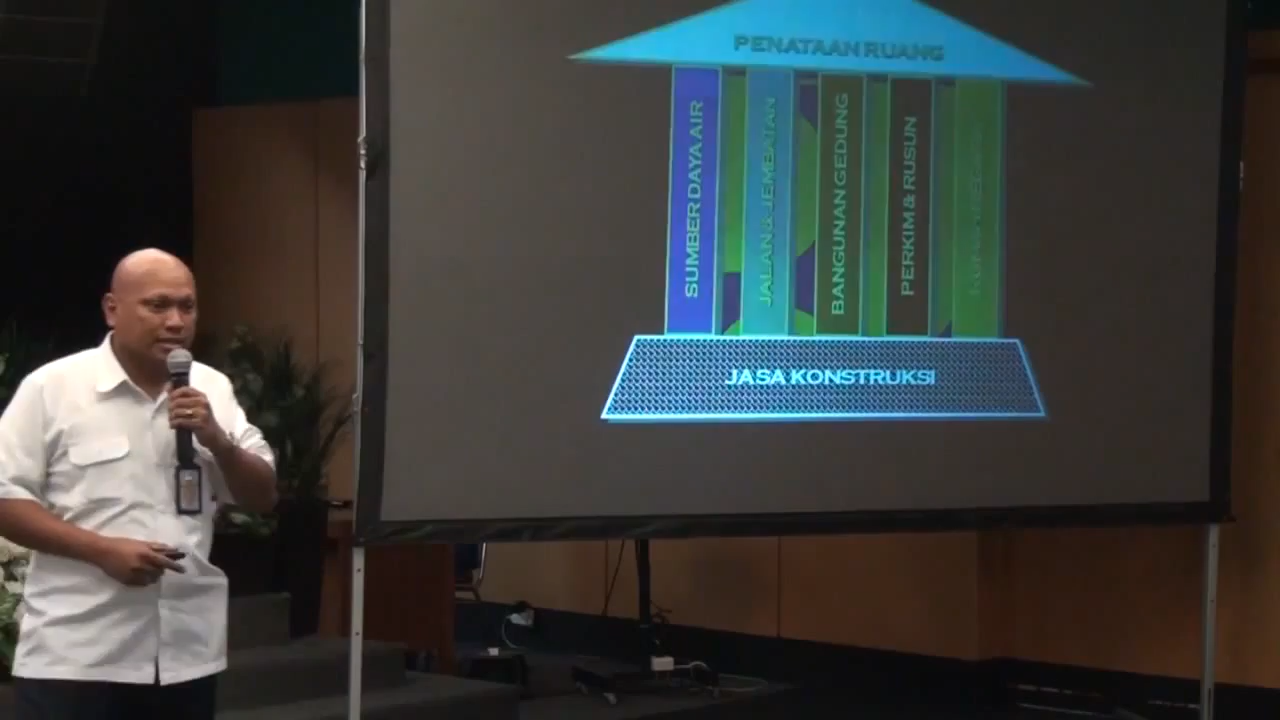 PENATAAN RUANG
SUMBER DAYA AIR
JALAN & JEMBATAN
BANGUNAN GEDUNG
PERKIM & RUSUN
JASA KONSTRUKSI